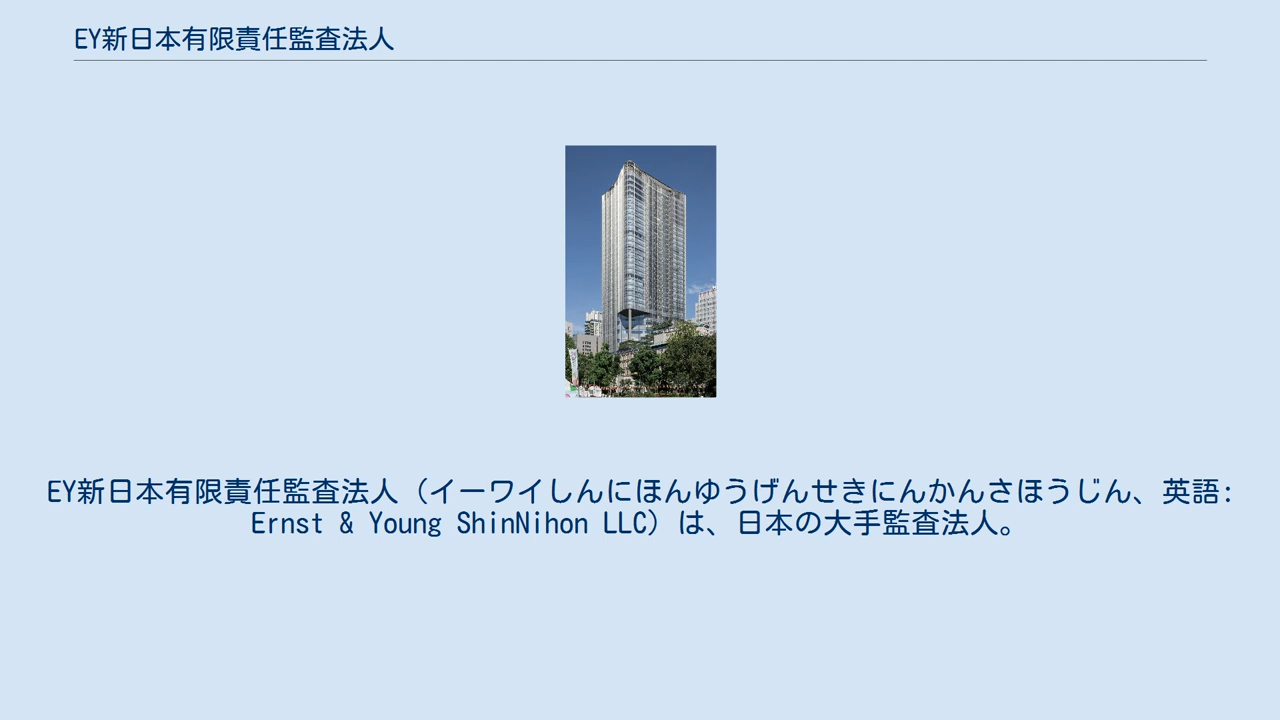 EY新日本有限責任監査法人
EY新日本有限責任監査法人（イーワイしんにほんゆうげんせきにんかんさほうじん、英語:
Ernst & Young ShinNihon LLC）は、日本の大手監査法人。